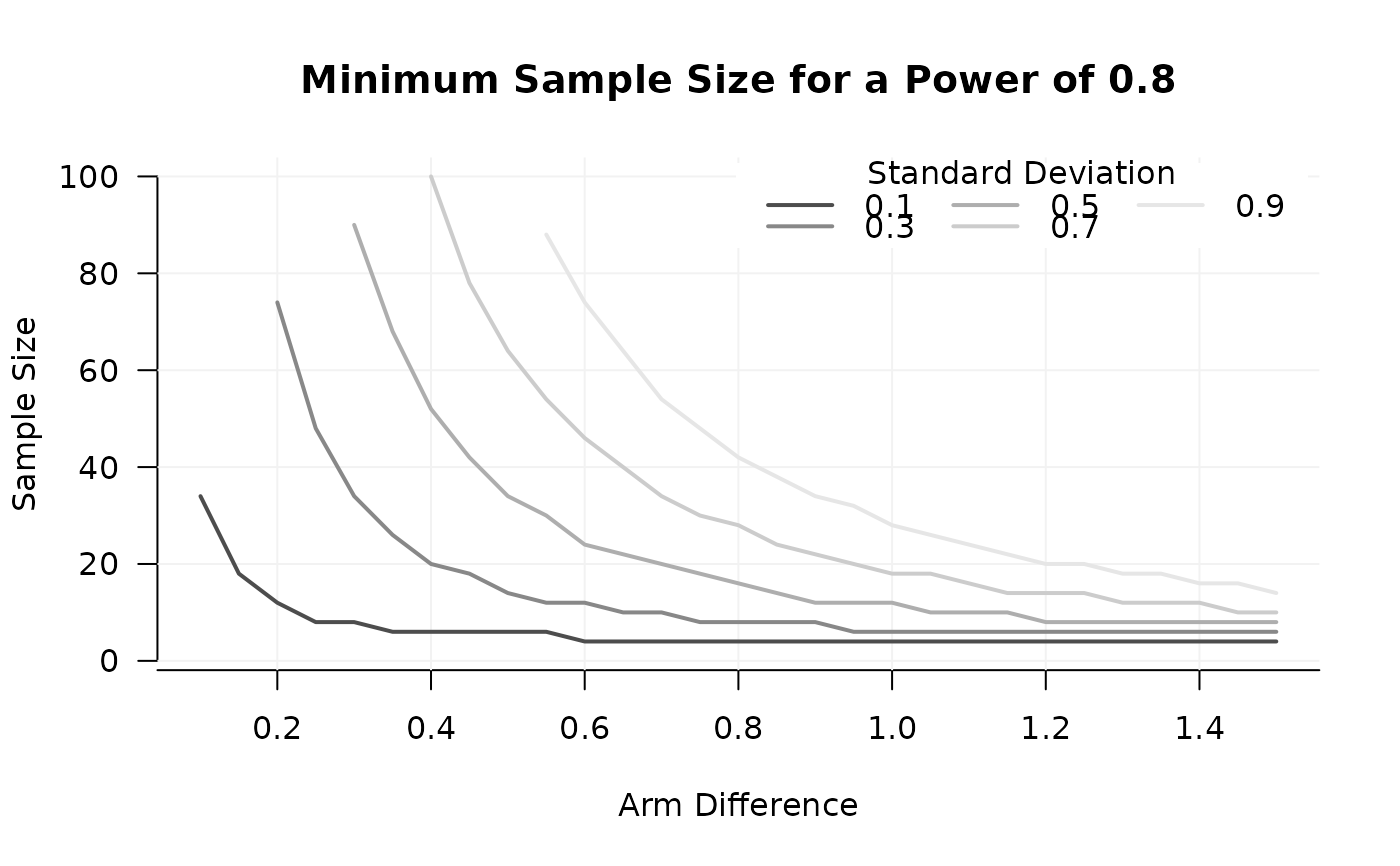 Minimum Sample Size for a Power of 0.8
Standard Deviation
0.1 0.5 0.9
0.3 0.7
100
80
60
40
20
0
Sample Size
0.2 0.4 0.6 0.8 1.0 1.2 1.4
Arm Difference